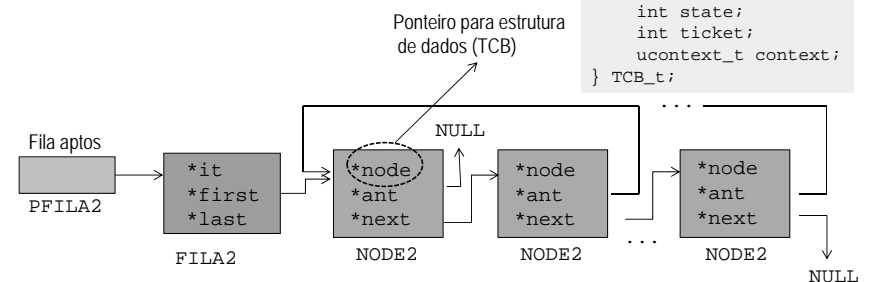 Ponteiro para estrutura
de dados (TCB)
int state;
int ticket;
ucontext_t context;
} TCB_t;
...
Fila aptos
NULL
*it
*first
*last
*node
*ant
*next
*node
*ant
*next
*node
*ant
*next
PFILA2
...
FILA2
NODE2
NODE2
NODE2
NULL